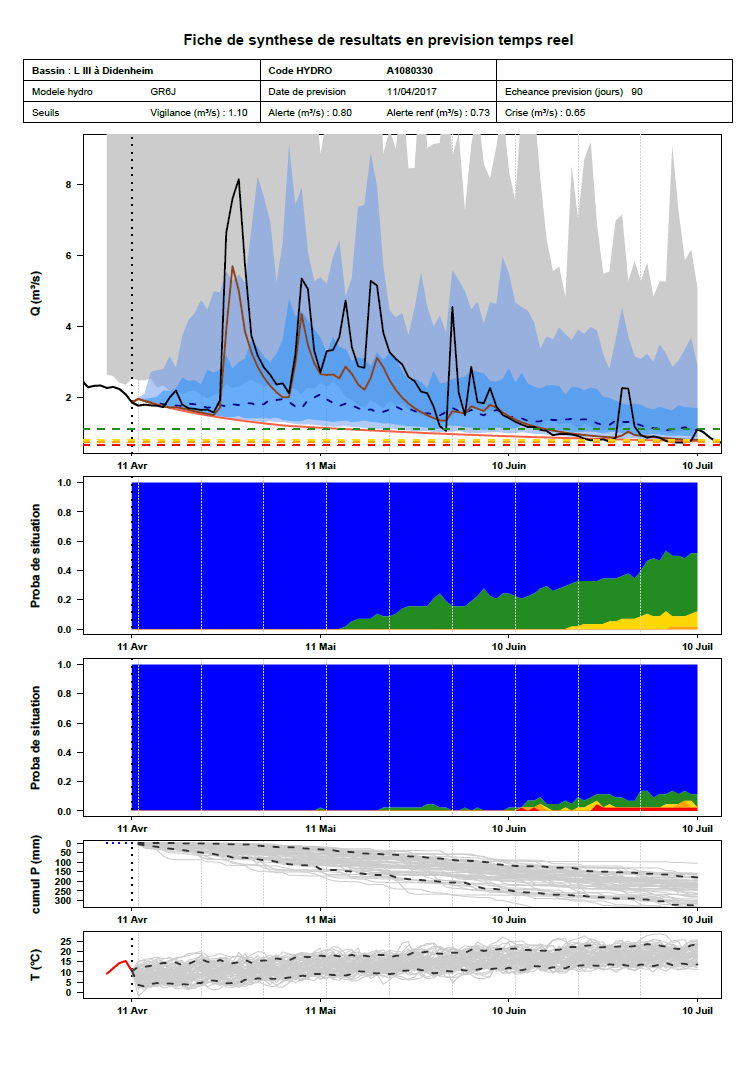 Fiche de synthese de resultats en prevision temps reel
Bassin : L III à Didenheim Code HYDRO A1080330
Modele hydro GR6J Date de prevision 11/04/2017 Echeance prevision (jours) 90
Seuils Vigilance (m³/s) : 1.10 Alerte (m³/s) : 0.80 Alerte renf (m³/s) : 0.73 Crise (m³/s) : 0.65
Q (m³/s)
8
6
4
2
11 Avr 11 Mai 10 Juin 10 Juil
Proba de situation
1.0
0.8
0.6
0.4
0.2
0.0
11 Avr 11 Mai 10 Juin 10 Juil
Proba de situation
1.0
0.8
0.6
0.4
0.2
0.0
11 Avr 11 Mai 10 Juin 10 Juil
cumul P (mm)
0
50
100
150
200
250
300
11 Avr 11 Mai 10 Juin 10 Juil
T (°C)
25
20
15
10
5
0
11 Avr 11 Mai 10 Juin 10 Juil